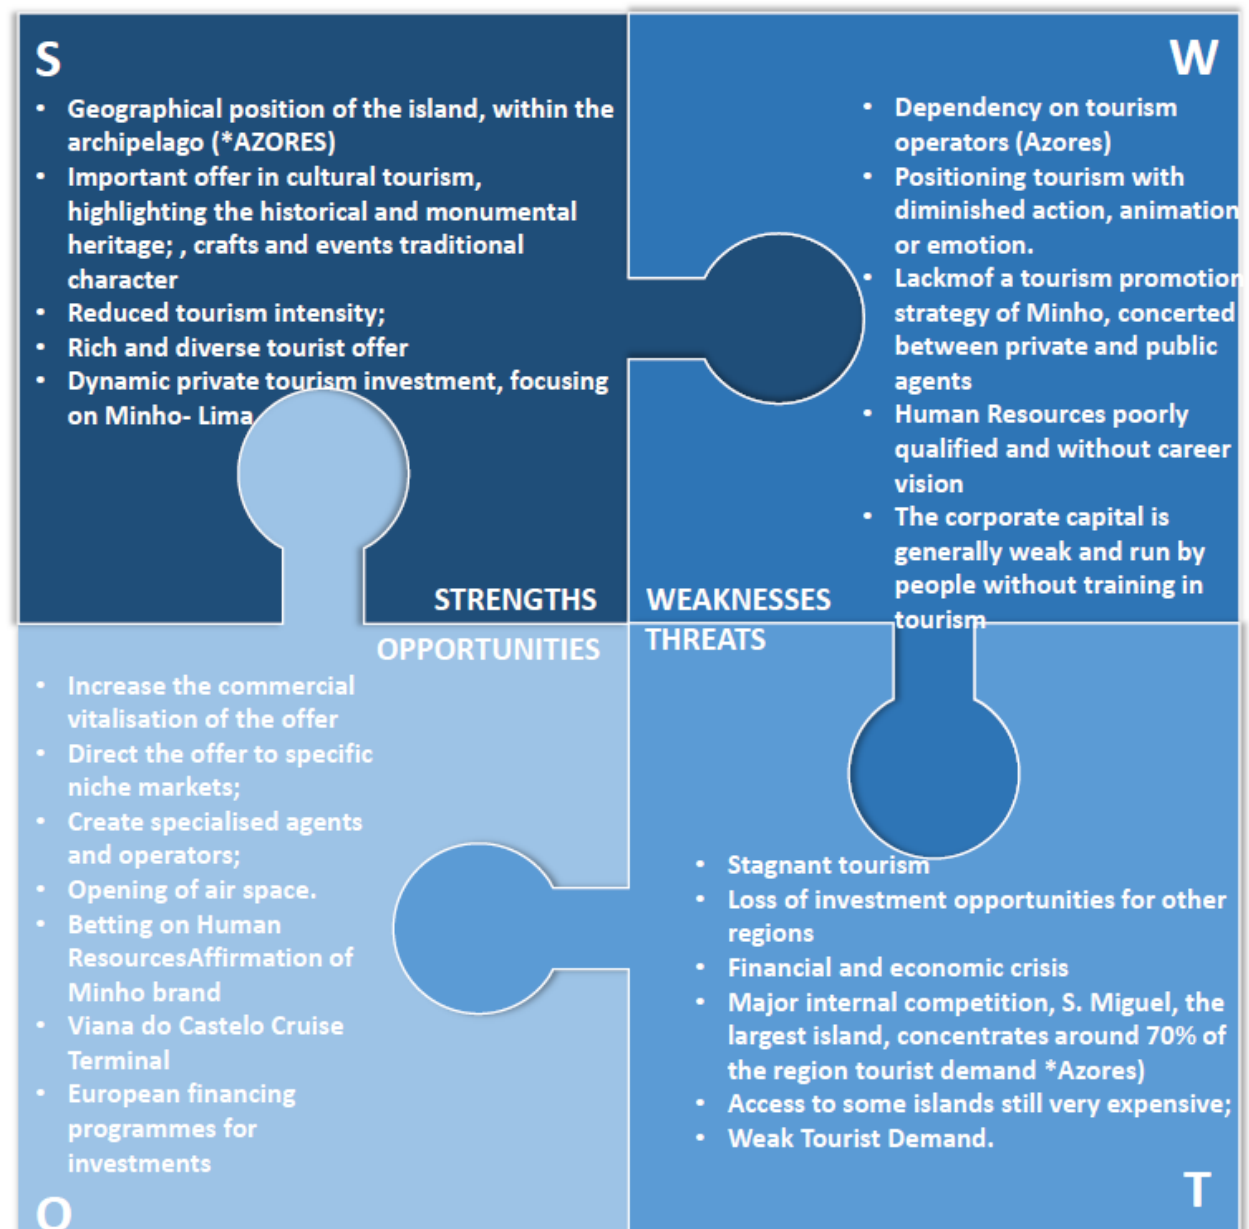 S
• Geographical position of the island, within the
archipelago (*AZORES)
• Important offer in cultural tourism,
highlighting the historical and monumental
heritage; , crafts and events traditional
character
• Reduced tourism intensity;
• Rich and diverse tourist offer
• Dynamic private tourism investment, focusing
on Minho- Lima
STRENGTHS
W
• Dependency on tourism
operators (Azores)
• Positioning tourism with
diminished action, animation
or emotion.
• Lackmof a tourism promotion
strategy of Minho, concerted
between private and public
agents
• Human Resources poorly
qualified and without career
vision
• The corporate capital is
generally weak and run by
people without training in
tourism
WEAKNESSES
OPPORTUNITIES
• Increase the commercial
vitalisation of the offer
• Direct the offer to specific
niche markets;
• Create specialised agents
and operators;
• Opening of air space.
• Betting on Human
ResourcesAffirmation of
Minho brand
• Viana do Castelo Cruise
Terminal
• European financing
programmes for
investments
O
THREATS
• Stagnant tourism
• Loss of investment opportunities for other
regions
• Financial and economic crisis
• Major internal competition, S. Miguel, the
largest island, concentrates around 70% of
the region tourist demand *Azores)
• Access to some islands still very expensive;
• Weak Tourist Demand.
T